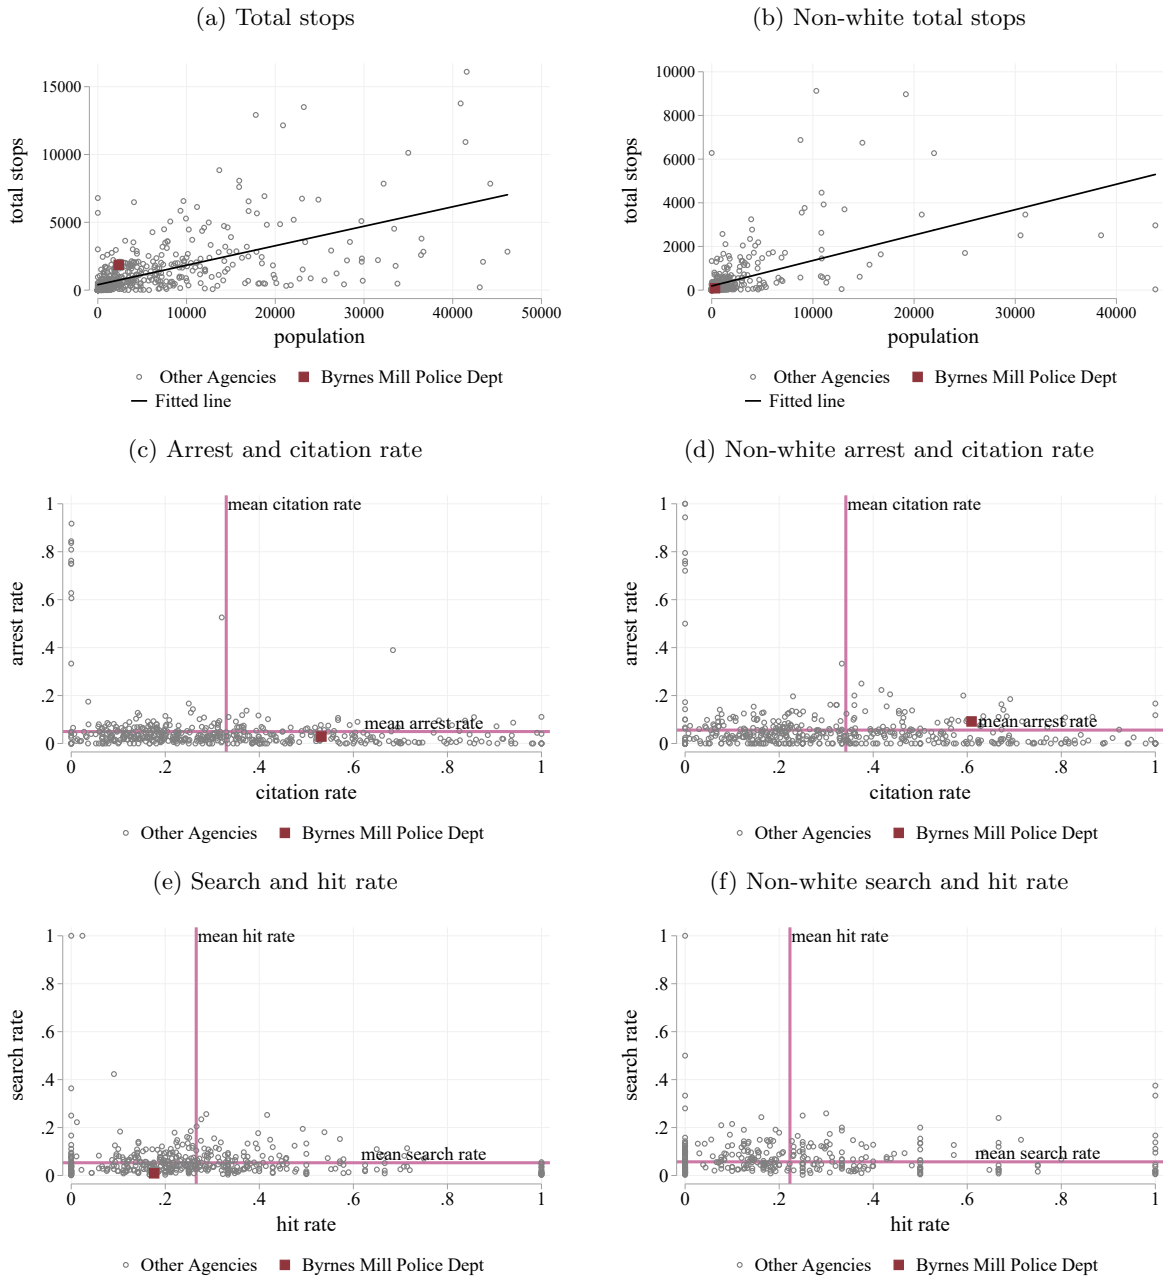 (a) Total stops
(b) Non-white total stops
total stops
15000
10000
5000
0
0 10000 20000 30000 40000 50000
population
Other Agencies Byrnes Mill Police Dept
Fitted line
total stops
10000
8000
6000
4000
2000
0
0 10000 20000 30000 40000
population
Other Agencies Byrnes Mill Police Dept
Fitted line
(c) Arrest and citation rate
(d) Non-white arrest and citation rate
arrest rate
1
.8
.6
.4
.2
0
mean citation rate
mean arrest rate
0 .2 .4 .6 .8 1
citation rate
Other Agencies Byrnes Mill Police Dept
arrest rate
1
.8
.6
.4
.2
0
mean citation rate
mean arrest rate
0 .2 .4 .6 .8 1
citation rate
Other Agencies Byrnes Mill Police Dept
(e) Search and hit rate
(f) Non-white search and hit rate
search rate
1
.8
.6
.4
.2
0
mean hit rate
mean search rate
0 .2 .4 .6 .8 1
hit rate
Other Agencies Byrnes Mill Police Dept
search rate
1
.8
.6
.4
.2
0
mean hit rate
mean search rate
0 .2 .4 .6 .8 1
hit rate
Other Agencies Byrnes Mill Police Dept